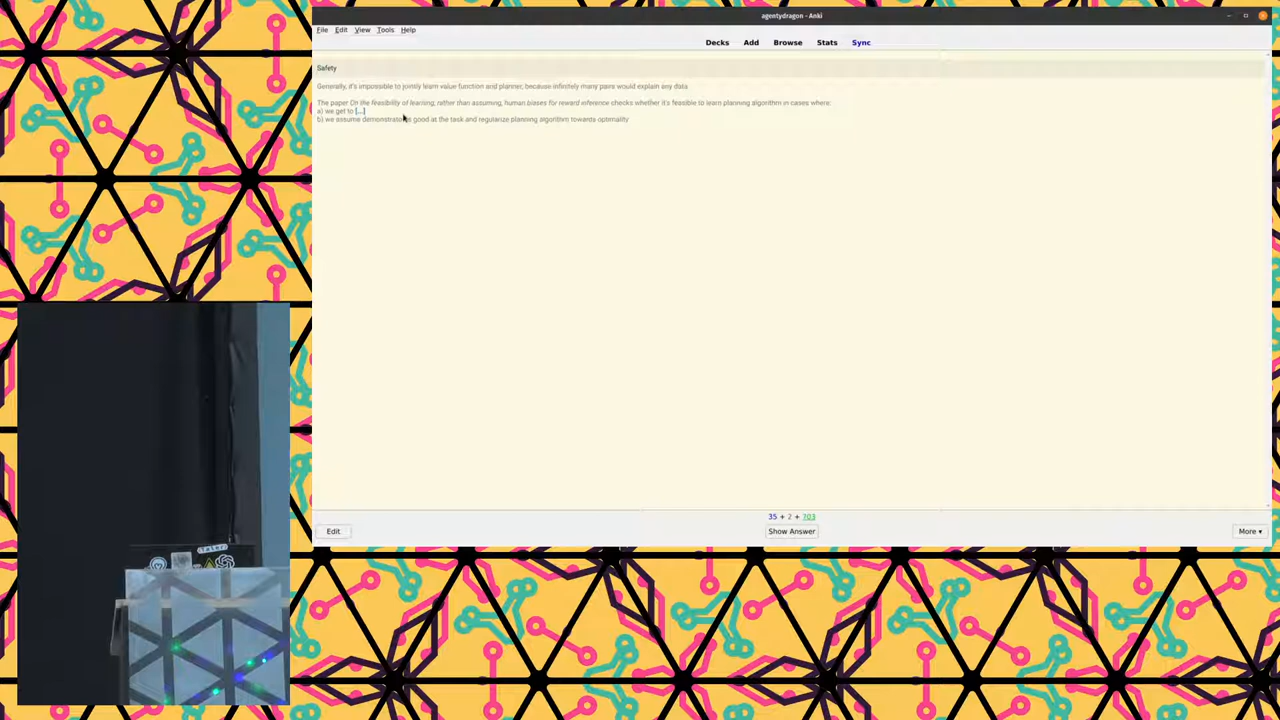 agentydragon - Anki
File Edit View Tools Help
Decks Add Browse Stats Sync
Safety
Generally, it's impossible to jointly learn value function and planner, because infinitely many pairs would explain any data
The paper On the feasibility of learning, rather than assuming, human biases for reward inference checks whether it's feasible to learn planning algorithm in cases where:
a) we get to [...]
b) we assume demonstrator is good at the task and regularize planning algorithm towards optimality
35 + 2 + 703
Edit Show Answer More ▾
later!